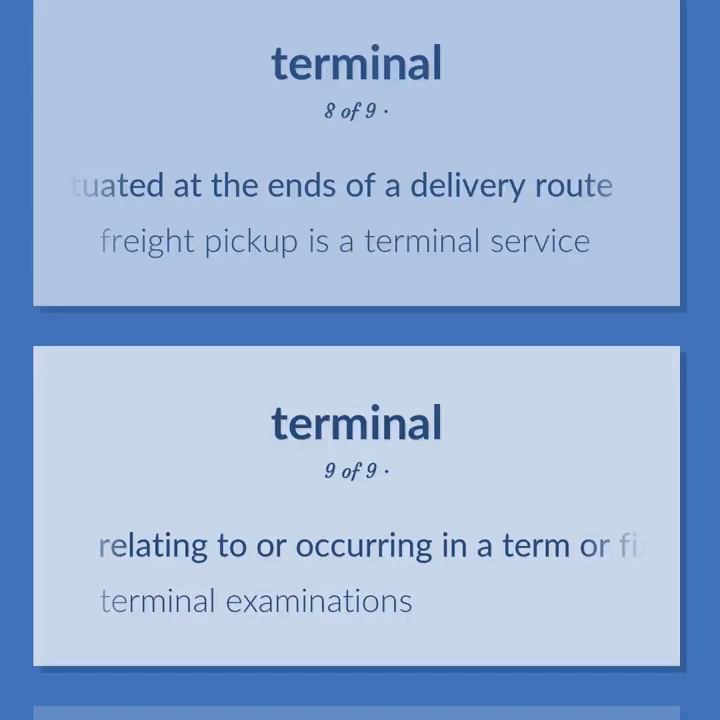 terminal
8 of 9 ·
tuated at the ends of a delivery route
freight pickup is a terminal service
terminal
9 of 9 ·
relating to or occurring in a term or
terminal examinations